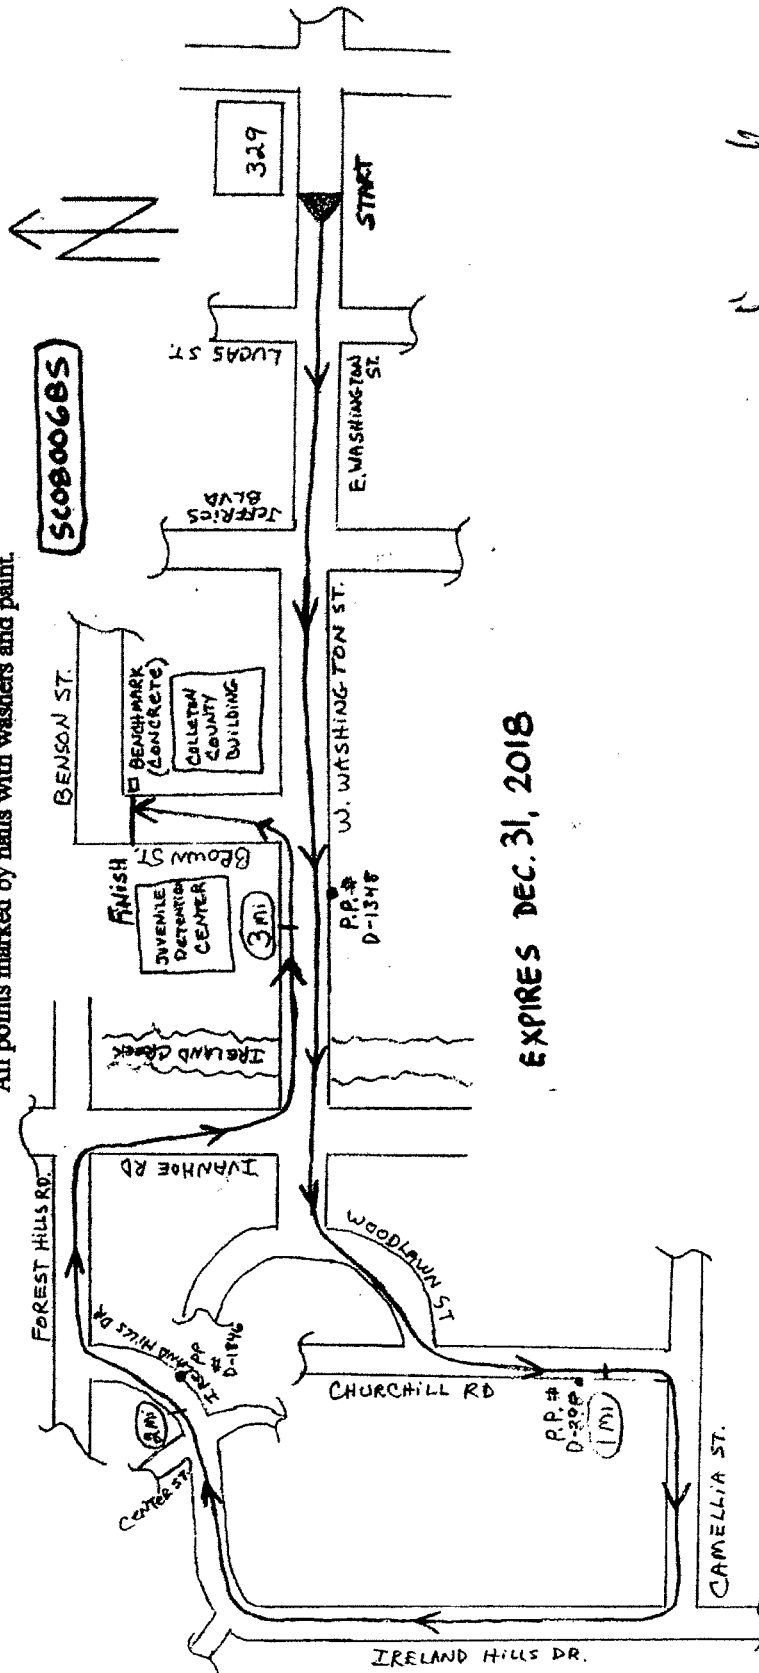 All points marked by nails with washers and paint.
SC08006BS
329
START
LUCAS ST.
E. WASHINGTON
ST.
JEFFRIES
BLVD
BENSON ST.
BENCHMARK
(CONCRETE)
COLLETON
COUNTY
BUILDING
W. WASHINGTON ST.
FINISH
BROWN ST.
JUVENILE
DETENTION
CENTER
3 Mi
P.P.#
D-1348
IRELAND CREEK
EXPIRES DEC. 31, 2018
FOREST HILLS RD.
IVANHOE RD
WOODLAWN ST
IRELAND HILLS DR
PP
#
D-1846
2 Mi
CENTER ST.
CHURCHILL RD
P.P.#
1 Mi
CAMELLIA ST.
IRELAND HILLS DR.